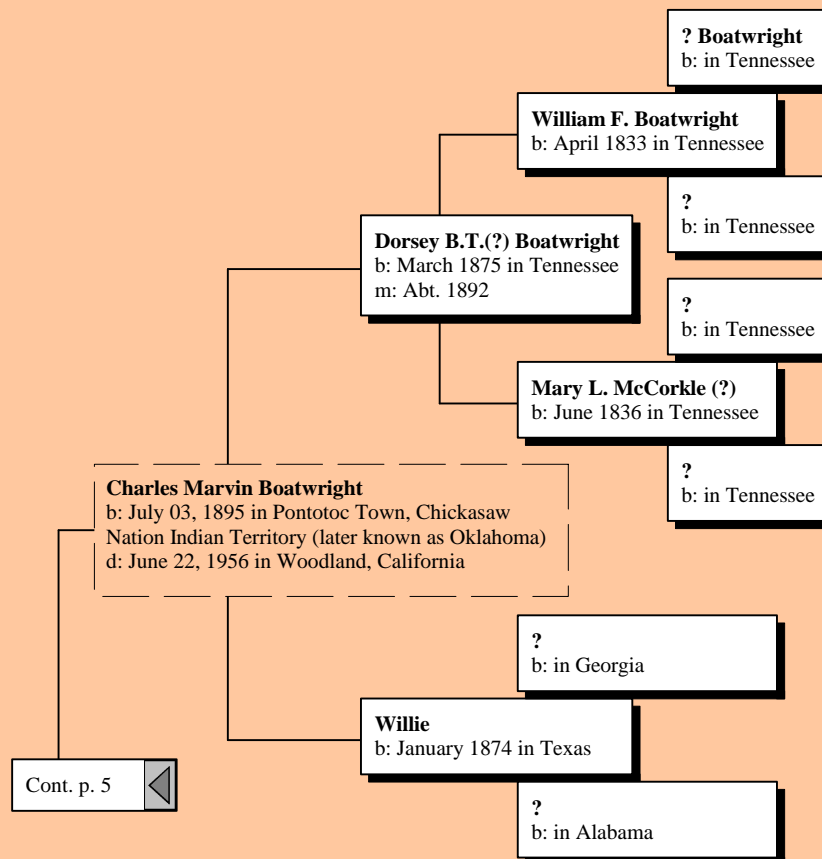 ? Boatwright
b: in Tennessee
William F. Boatwright
b: April 1833 in Tennessee
?
b: in Tennessee
Dorsey B.T.(?) Boatwright
b: March 1875 in Tennessee
m: Abt. 1892
?
b: in Tennessee
Mary L. McCorkle (?)
b: June 1836 in Tennessee
?
b: in Tennessee
Charles Marvin Boatwright
b: July 03, 1895 in Pontotoc Town, Chickasaw
Nation Indian Territory (later known as Oklahoma)
d: June 22, 1956 in Woodland, California
?
b: in Georgia
Willie
b: January 1874 in Texas
Cont. p. 5
?
b: in Alabama